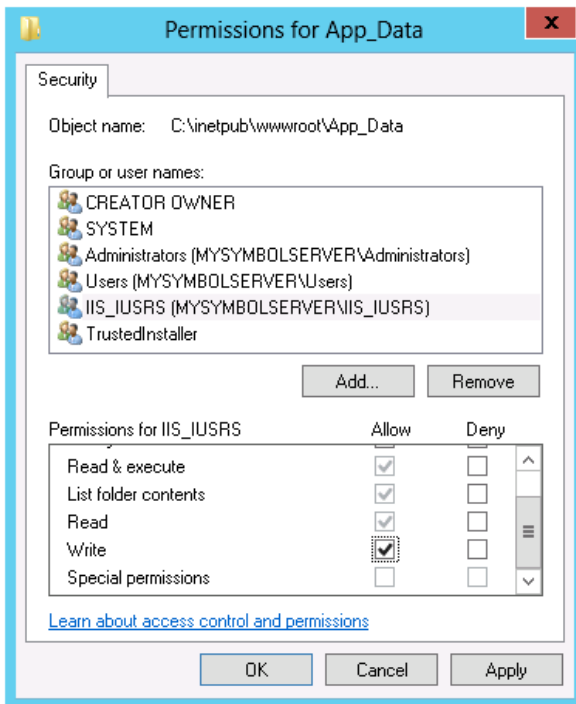 Permissions for App_Data
x
Security
Object name: C:\inetpub\wwwroot\App_Data
Group or user names:
CREATOR OWNER
SYSTEM
Administrators (MYSYMBOLSERVER\Administrators)
Users (MYSYMBOLSERVER\Users)
IIS_IUSRS (MYSYMBOLSERVER\IIS_IUSRS)
TrustedInstaller
Add... Remove
Permissions for IIS_IUSRS Allow Deny
Read & execute
List folder contents
Read
Write
Special permissions
Learn about access control and permissions
OK Cancel Apply